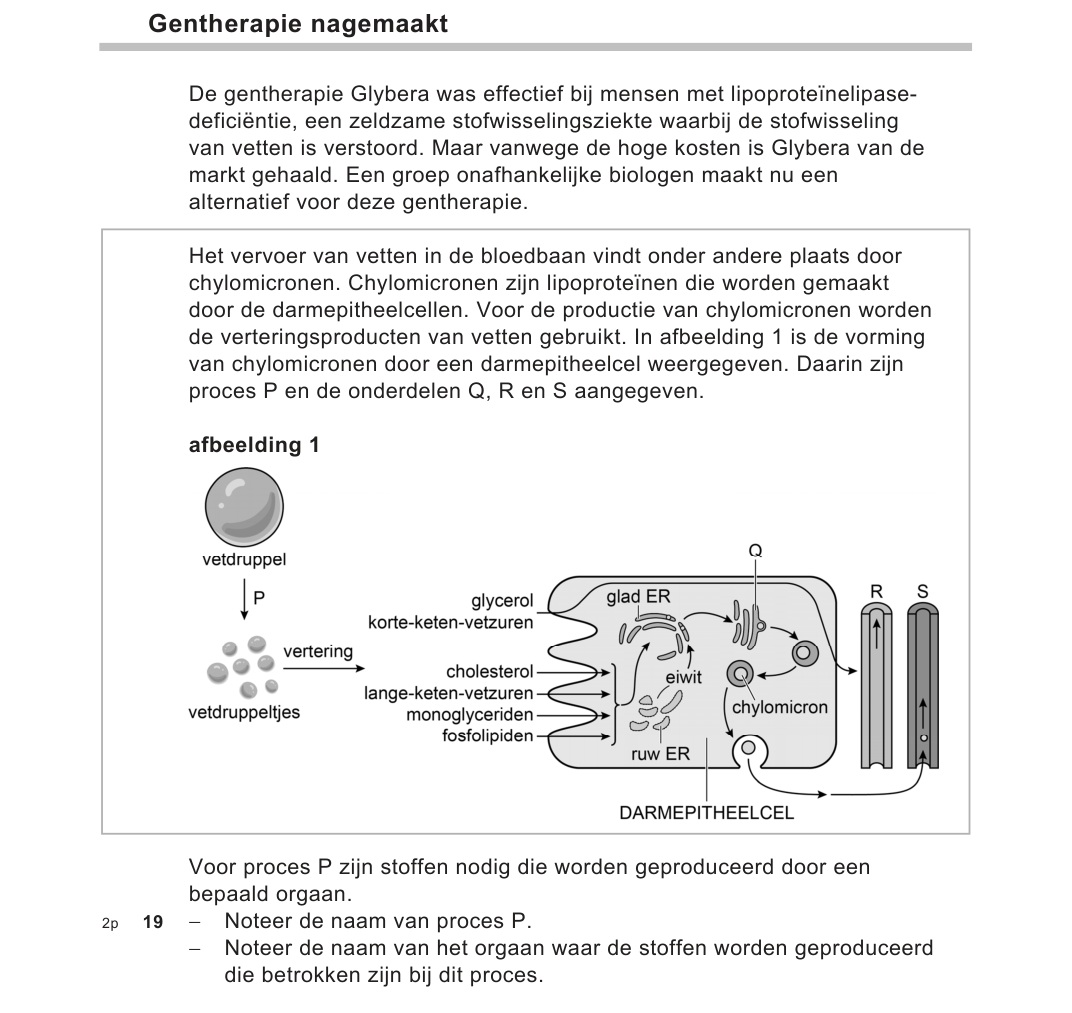 Gentherapie nagemaakt
De gentherapie Glybera was effectief bij mensen met lipoproteïnelipase-
deficiëntie, een zeldzame stofwisselingsziekte waarbij de stofwisseling
van vetten is verstoord. Maar vanwege de hoge kosten is Glybera van de
markt gehaald. Een groep onafhankelijke biologen maakt nu een
alternatief voor deze gentherapie.
Het vervoer van vetten in de bloedbaan vindt onder andere plaats door
chylomicronen. Chylomicronen zijn lipoproteïnen die worden gemaakt
door de darmepitheelcellen. Voor de productie van chylomicronen worden
de verteringsproducten van vetten gebruikt. In afbeelding 1 is de vorming
van chylomicronen door een darmepitheelcel weergegeven. Daarin zijn
proces P en de onderdelen Q, R en S aangegeven.
afbeelding 1
vetdruppel
P
vetdruppeltjes
vertering
glycerol
korte-keten-vetzuren
cholesterol
lange-keten-vetzuren
monoglyceriden
fosfolipiden
glad ER
Q
eiwit
chylomicron
ruw ER
DARMEPITHEELCEL
R
S
Voor proces P zijn stoffen nodig die worden geproduceerd door een
bepaald orgaan.
2p 19 – Noteer de naam van proces P.
– Noteer de naam van het orgaan waar de stoffen worden geproduceerd
die betrokken zijn bij dit proces.